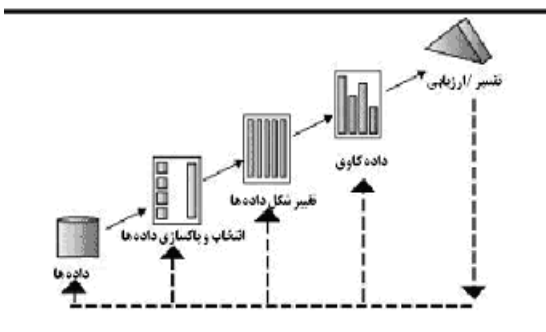 تفسیر /ارزیابی
داده کاوی
تغییر شکل داده‌ها
انتخاب و پاکسازی داده‌ها
داده‌ها